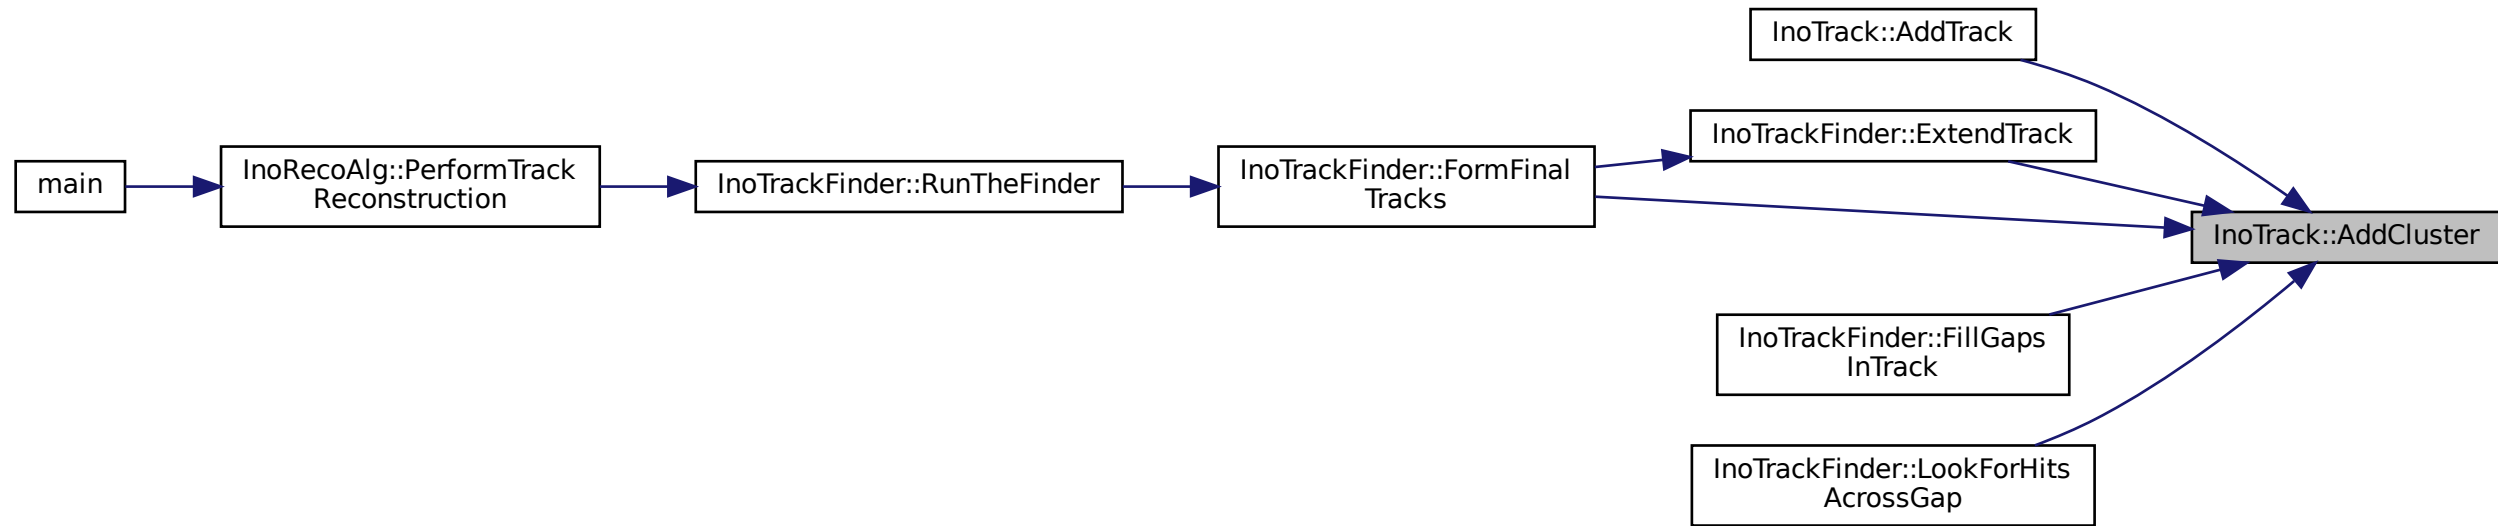 main
InoRecoAlg::PerformTrack
Reconstruction
InoTrackFinder::RunTheFinder
InoTrackFinder::FormFinal
Tracks
InoTrack::AddTrack
InoTrackFinder::ExtendTrack
InoTrackFinder::FillGaps
InTrack
InoTrackFinder::LookForHits
AcrossGap
InoTrack::AddCluster